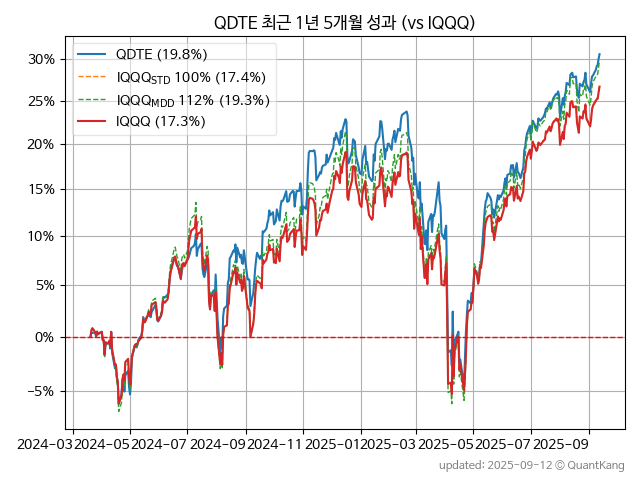 QDTE 최근 1년 5개월 성과 (vs IQQQ)
QDTE (19.8%)
IQQQSTD 100% (17.4%)
IQQQMDD 112% (19.3%)
IQQQ (17.3%)
30%
25%
20%
15%
10%
5%
0%
−5%
2024−03 2024−05 2024−07 2024−09 2024−11 2025−01 2025−03 2025−05 2025−07 2025−09
updated: 2025-09-12 © QuantKang